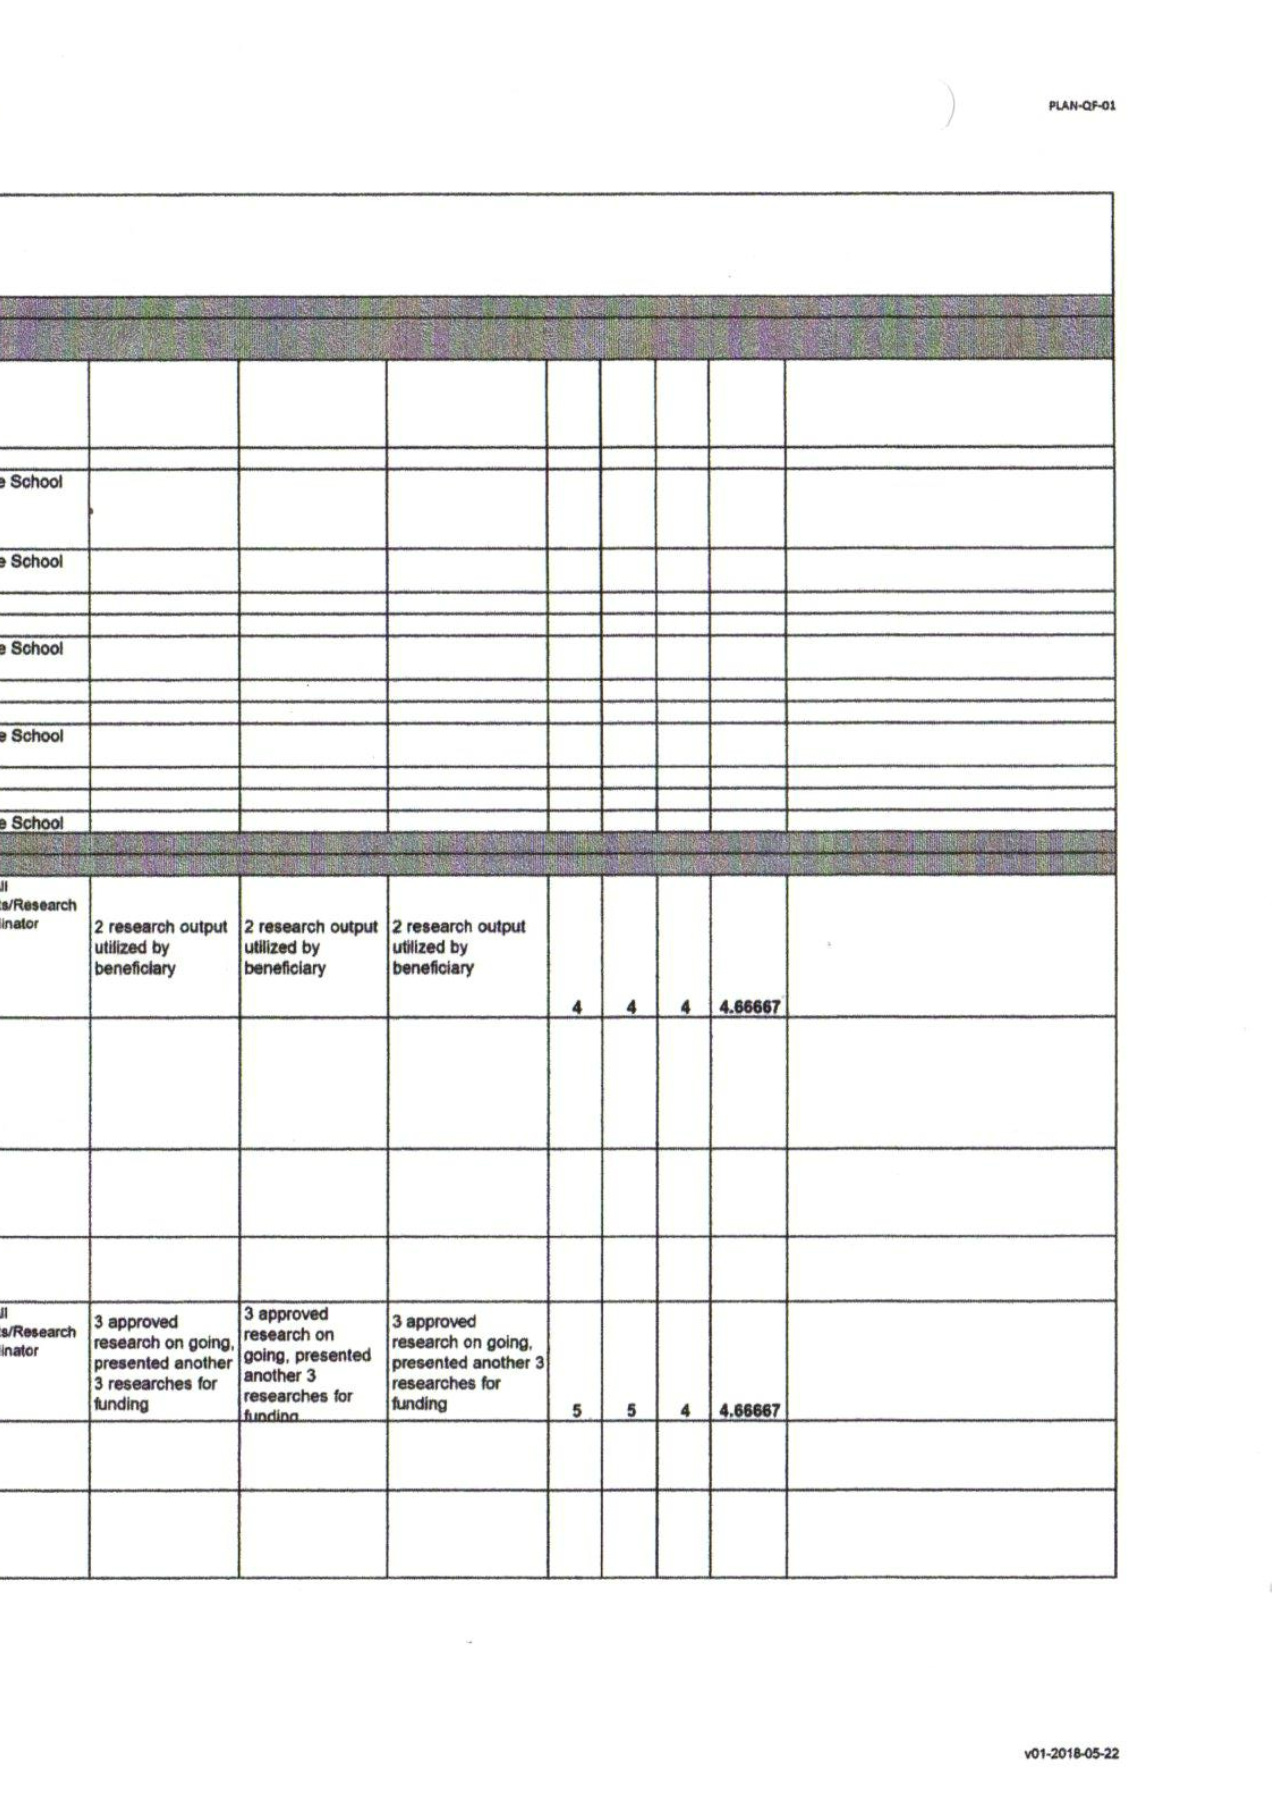 PLAN-QF-01
e School
e School
e School
e School
e School
ll
ts/Research
inator
2 research output
utilized by
beneficiary
2 research output
utilized by
beneficiary
2 research output
utilized by
beneficiary
4 4 4 4.66667
ll
ts/Research
inator
3 approved
research on going,
presented another
3 researches for
funding
3 approved
research on
going, presented
another 3
researches for
funding
3 approved
research on going,
presented another 3
researches for
funding
5 5 4 4.66667
v01-2018-05-22